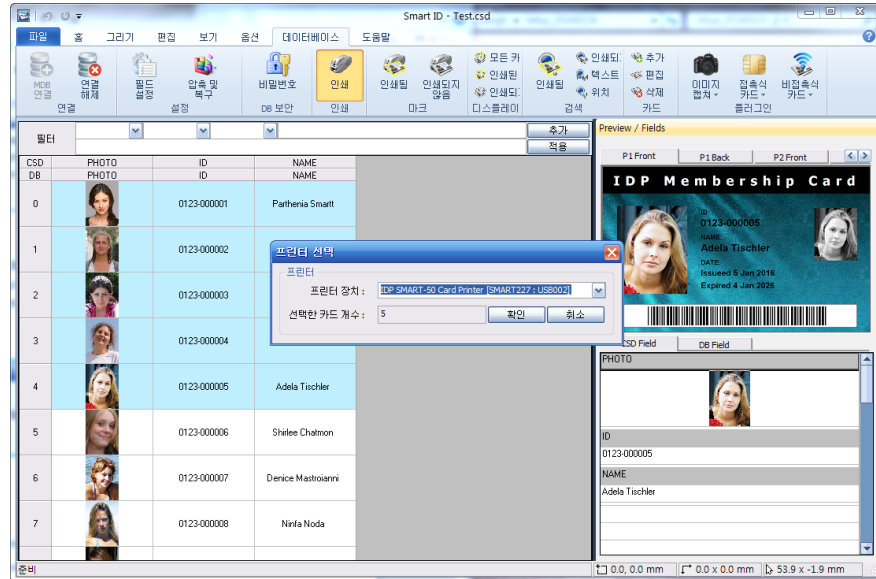 Smart ID - Test.csd
파일 홈 그리기 편집 보기 옵션 데이터베이스 도움말
MDB 연결
연결 해제
필드 설정
압축 및 복구
비밀번호
인쇄
인쇄됨
인쇄되지 않음
모든 카
인쇄된
인쇄되
인쇄됨
인쇄되
텍스트
위치
추가
편집
삭제
이미지 캡쳐
접촉식 카드
비접촉식 카드
연결 설정 DB 보안 인쇄 마크 디스플레이 검색 카드 플러그인
필터
추가
적용
CSD PHOTO ID NAME
DB PHOTO ID NAME
0 0123-000001 Parthenia Smartt
1 0123-000002
2 0123-000003
3 0123-000004
4 0123-000005 Adela Tischler
5 0123-000006 Shirlee Chatmon
6 0123-000007 Denice Mastroianni
7 0123-000008 Ninfa Noda
프린터 선택
프린터
프린터 장치 : IDP SMART-50 Card Printer [SMART227 : USB002]
선택한 카드 개수 : 5 확인 취소
Preview / Fields
P1 Front P1 Back P2 Front
IDP Membership Card
ID:
0123-000005
NAME:
Adela Tischler
DATE:
Issueed 5 Jan 2016
Expired 4 Jan 2026
CSD Field DB Field
PHOTO
ID
0123-000005
NAME
Adela Tischler
준비
0.0, 0.0 mm 0.0 x 0.0 mm 53.9 x -1.9 mm